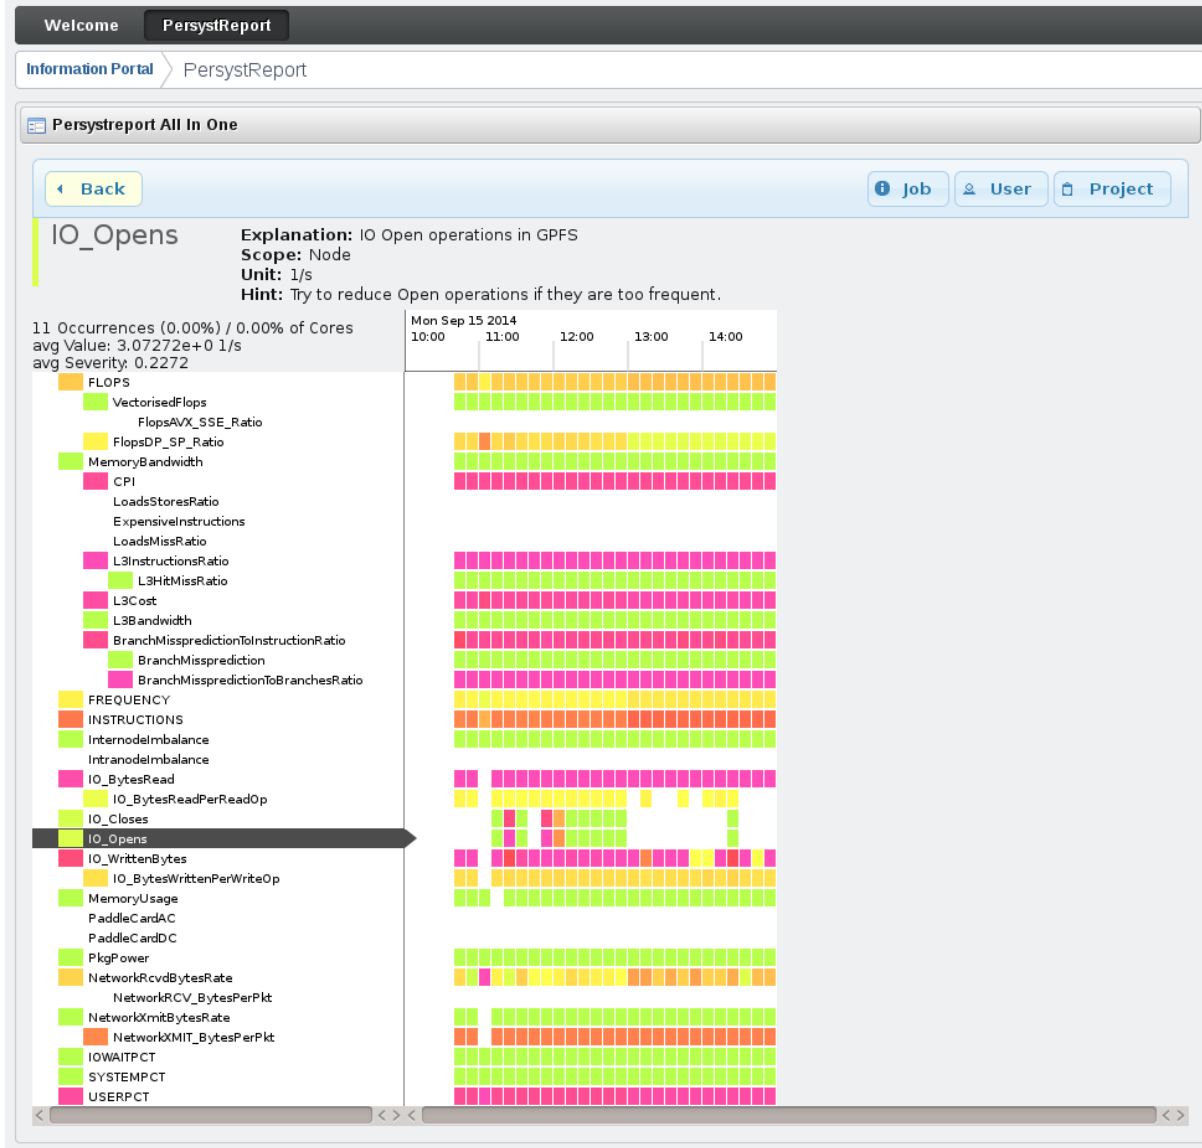 Welcome PersystReport
Information Portal PersystReport
Persystreport All In One
Back Job User Project
IO_Opens
Explanation: IO Open operations in GPFS
Scope: Node
Unit: 1/s
Hint: Try to reduce Open operations if they are too frequent.
11 Occurrences (0.00%) / 0.00% of Cores
avg Value: 3.07272e+0 1/s
avg Severity: 0.2272
Mon Sep 15 2014
10:00 11:00 12:00 13:00 14:00
FLOPS
VectorisedFlops
FlopsAVX_SSE_Ratio
FlopsDP_SP_Ratio
MemoryBandwidth
CPI
LoadsStoresRatio
ExpensiveInstructions
LoadsMissRatio
L3InstructionsRatio
L3HitMissRatio
L3Cost
L3Bandwidth
BranchMisspredictionToInstructionRatio
BranchMissprediction
BranchMisspredictionToBranchesRatio
FREQUENCY
INSTRUCTIONS
InternodeImbalance
IntranodeImbalance
IO_BytesRead
IO_BytesReadPerReadOp
IO_Closes
IO_Opens
IO_WrittenBytes
IO_BytesWrittenPerWriteOp
MemoryUsage
PaddleCardAC
PaddleCardDC
PkgPower
NetworkRcvdBytesRate
NetworkRCV_BytesPerPkt
NetworkXmitBytesRate
NetworkXMIT_BytesPerPkt
IOWAITPCT
SYSTEMPCT
USERPCT